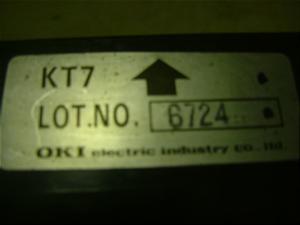 KT7
LOT.NO. 6724
OKI electric industry co., ltd.